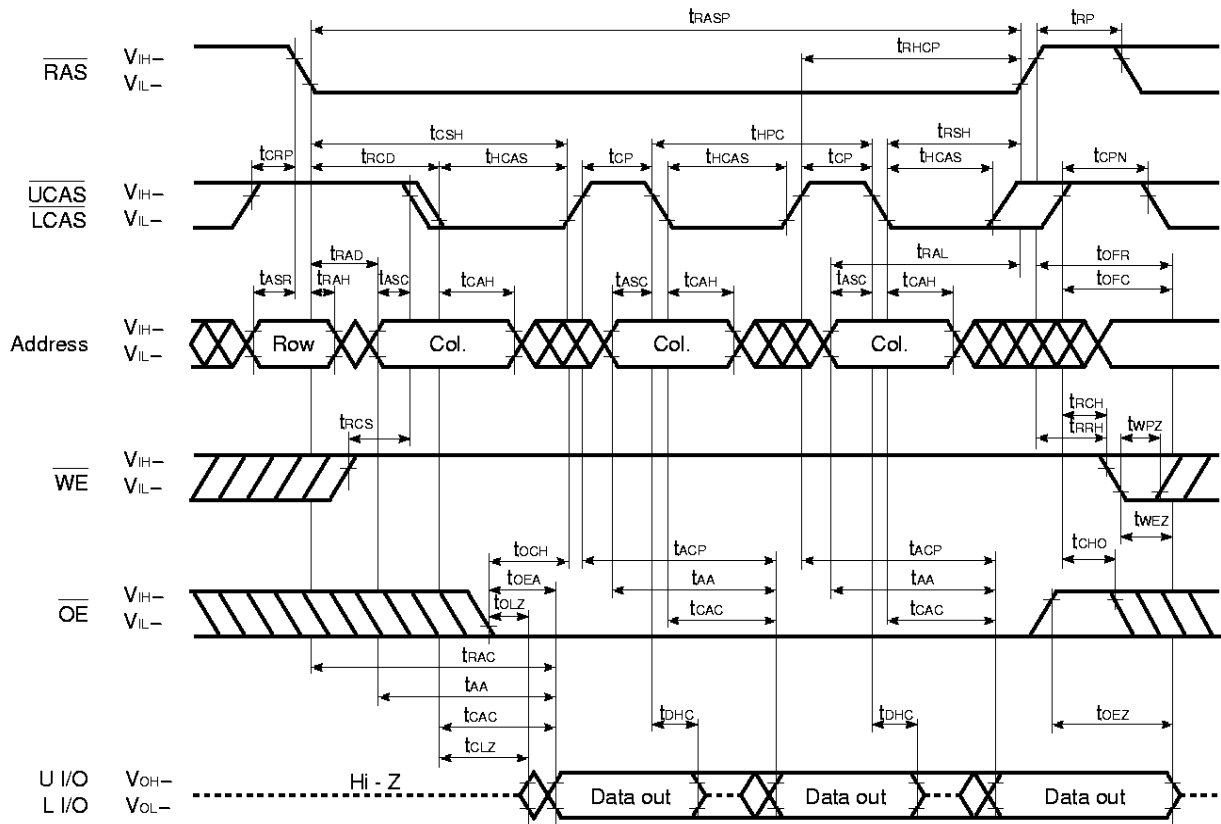 tRASP tRP
tRHCP
RAS VIH–
VIL–
tCSH tHPC tRSH
tCRP tRCD tHCAS tCP tHCAS tCP tHCAS tCPN
UCAS VIH–
LCAS VIL–
tRAD tRAL tOFR
tASR tRAH tASC tCAH tASC tCAH tASC tCAH tOFC
Address VIH–
VIL–
Row Col. Col. Col.
tRCH
tRCS tRRH tWPZ
WE VIH–
VIL–
tWEZ
tOCH tACP tACP tCHO
tOEA tAA tAA
OE VIH–
VIL–
tOLZ tCAC tCAC
tRAC
tAA
tCAC tDHC tDHC tOEZ
tCLZ
U I/O VOH–
L I/O VOL–
Hi - Z
Data out Data out Data out